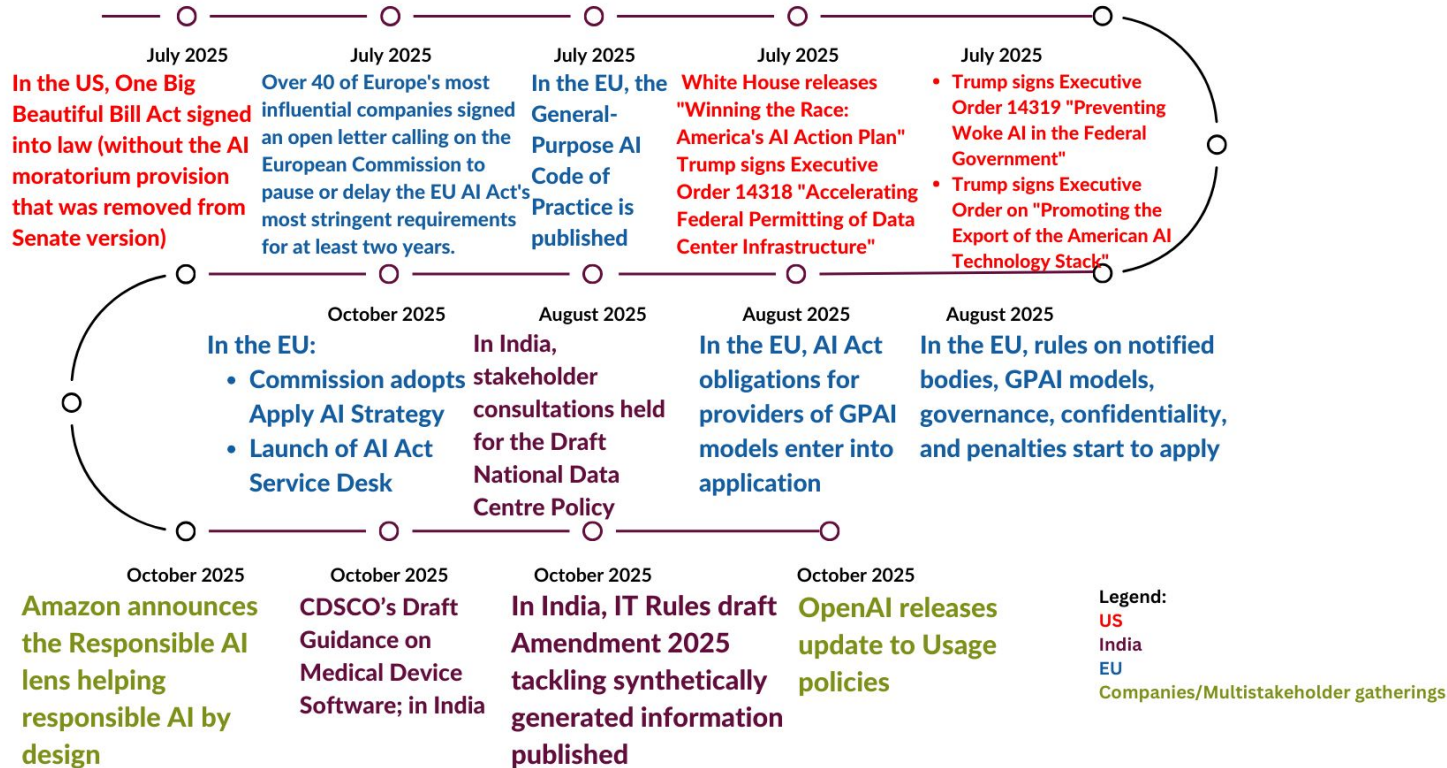 July 2025
In the US, One Big
Beautiful Bill Act signed
into law (without the AI
moratorium provision
that was removed from
Senate version)
July 2025
Over 40 of Europe's most
influential companies signed
an open letter calling on the
European Commission to
pause or delay the EU AI Act's
most stringent requirements
for at least two years.
July 2025
In the EU, the
General-
Purpose AI
Code of
Practice is
published
July 2025
White House releases
"Winning the Race:
America's AI Action Plan"
Trump signs Executive
Order 14318 "Accelerating
Federal Permitting of Data
Center Infrastructure"
July 2025
• Trump signs Executive
Order 14319 "Preventing
Woke AI in the Federal
Government"
• Trump signs Executive
Order on "Promoting the
Export of the American AI
Technology Stack"
October 2025
In the EU:
• Commission adopts
Apply AI Strategy
• Launch of AI Act
Service Desk
August 2025
In India,
stakeholder
consultations held
for the Draft
National Data
Centre Policy
August 2025
In the EU, AI Act
obligations for
providers of GPAI
models enter into
application
August 2025
In the EU, rules on notified
bodies, GPAI models,
governance, confidentiality,
and penalties start to apply
October 2025
Amazon announces
the Responsible AI
lens helping
responsible AI by
design
October 2025
CDSCO’s Draft
Guidance on
Medical Device
Software; in India
October 2025
In India, IT Rules draft
Amendment 2025
tackling synthetically
generated information
published
October 2025
OpenAI releases
update to Usage
policies
Legend:
US
India
EU
Companies/Multistakeholder gatherings